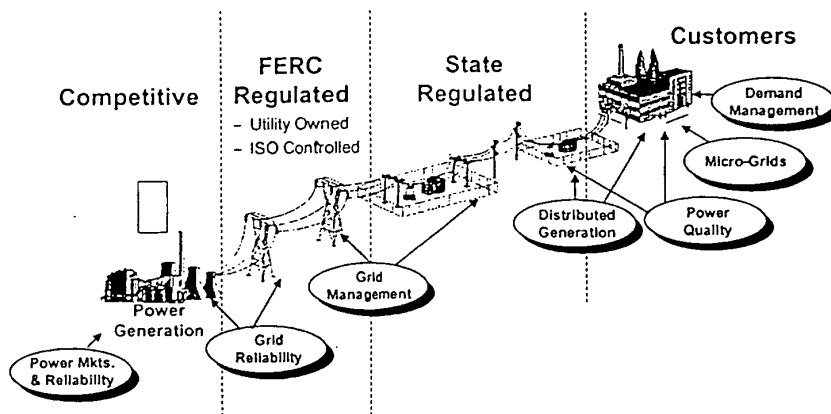 Competitive
FERC
Regulated
– Utility Owned
– ISO Controlled
State
Regulated
Customers
Demand
Management
Micro-Grids
Power
Quality
Distributed
Generation
Grid
Management
Power
Generation
Grid
Reliability
Power Mkts.
& Reliability